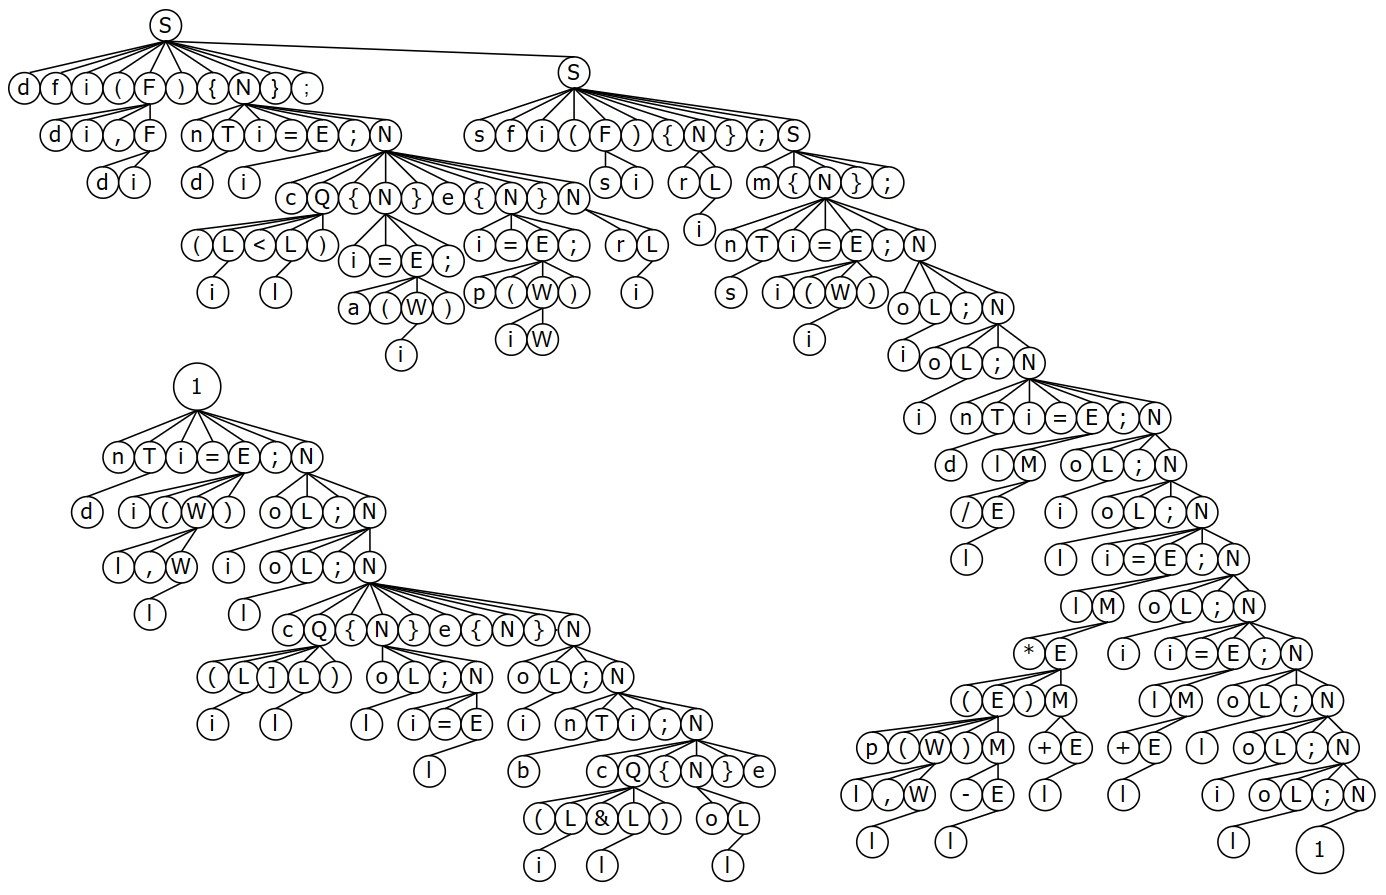 S
S
d f i ( F ) { N } ;
d i , F n T i = E ; N s f i ( F ) { N } ; S
d i d i c Q { N } e { N } N s i r L m { N } ;
( L < L ) i = E ; i = E ; r L i n T i = E ; N
i l a ( W ) p ( W ) i s i ( W ) o L ; N
i i W i i o L ; N
1 i n T i = E ; N
n T i = E ; N d l M o L ; N
d i ( W ) o L ; N / E i o L ; N
l , W i o L ; N l l i = E ; N
l l c Q { N } e { N } N l M o L ; N
( L ] L ) o L ; N o L ; N * E i i = E ; N
i l l i = E i n T i ; N ( E ) M l M o L ; N
l b c Q { N } e p ( W ) M + E + E l o L ; N
( L & L ) o L l , W - E l l i o L ; N
i l l l l l 1